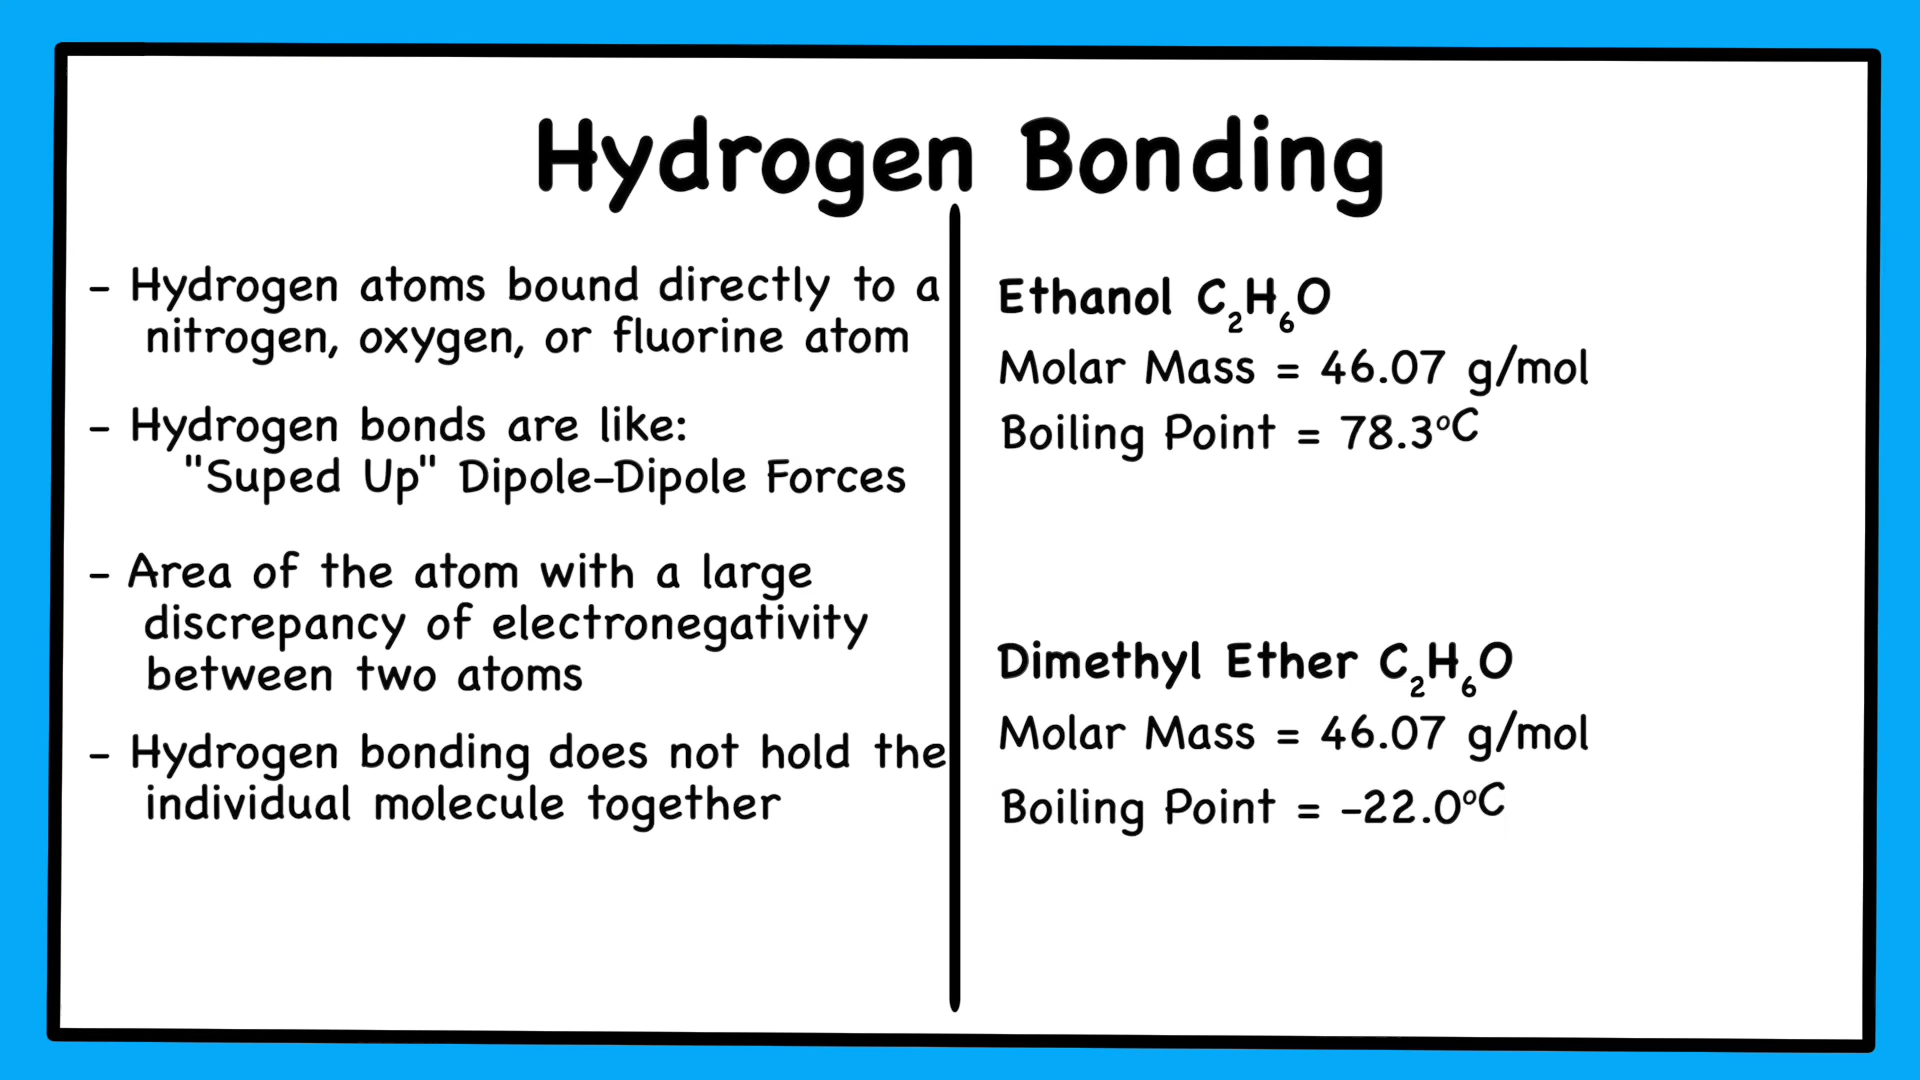 Hydrogen Bonding
- Hydrogen atoms bound directly to a
nitrogen, oxygen, or fluorine atom
- Hydrogen bonds are like:
"Suped Up" Dipole-Dipole Forces
- Area of the atom with a large
discrepancy of electronegativity
between two atoms
- Hydrogen bonding does not hold the
individual molecule together
Ethanol C₂H₆O
Molar Mass = 46.07 g/mol
Boiling Point = 78.3°C
Dimethyl Ether C₂H₆O
Molar Mass = 46.07 g/mol
Boiling Point = -22.0°C